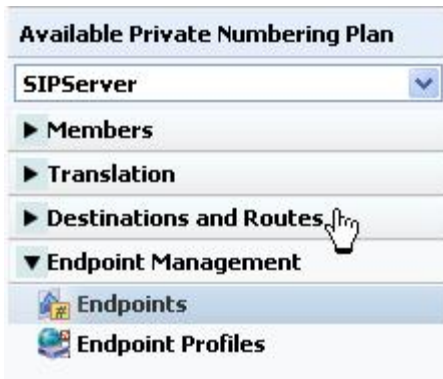 Available Private Numbering Plan
SIPServer
Members
Translation
Destinations and Routes
Endpoint Management
Endpoints
Endpoint Profiles